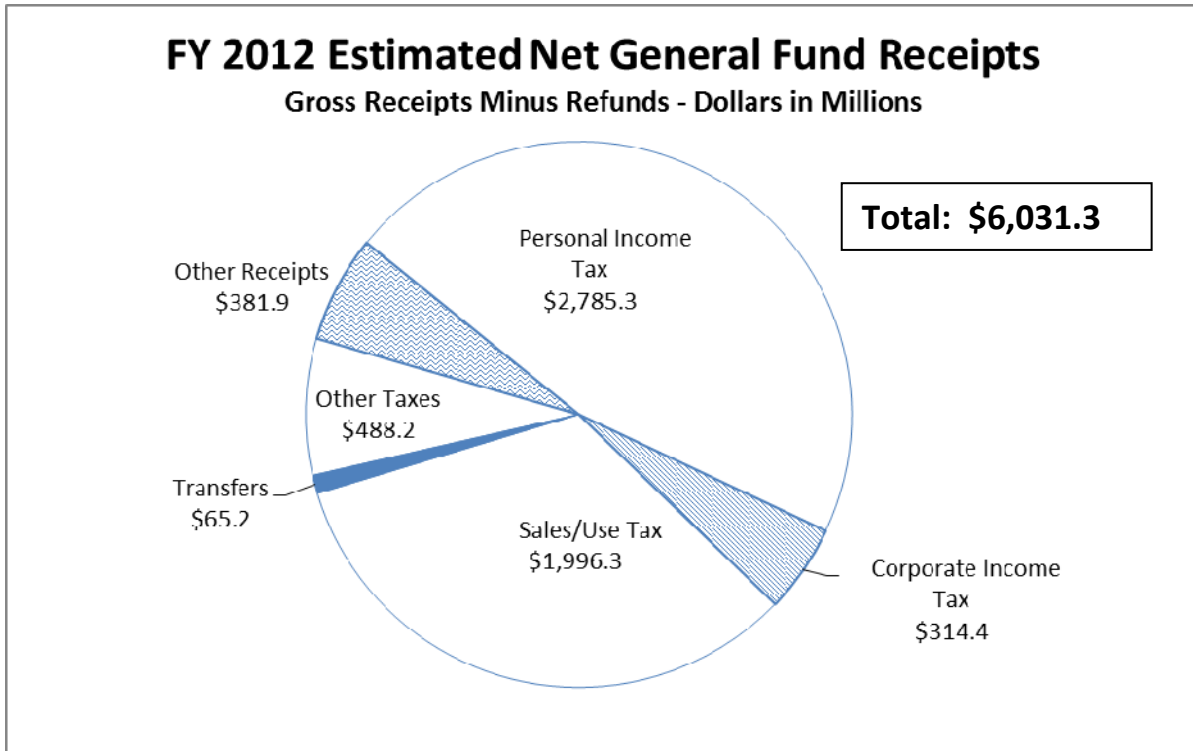 FY 2012 Estimated Net General Fund Receipts
Gross Receipts Minus Refunds - Dollars in Millions
Total: $6,031.3
Personal Income
Tax
$2,785.3
Other Receipts
$381.9
Other Taxes
$488.2
Transfers
$65.2
Sales/Use Tax
$1,996.3
Corporate Income
Tax
$314.4